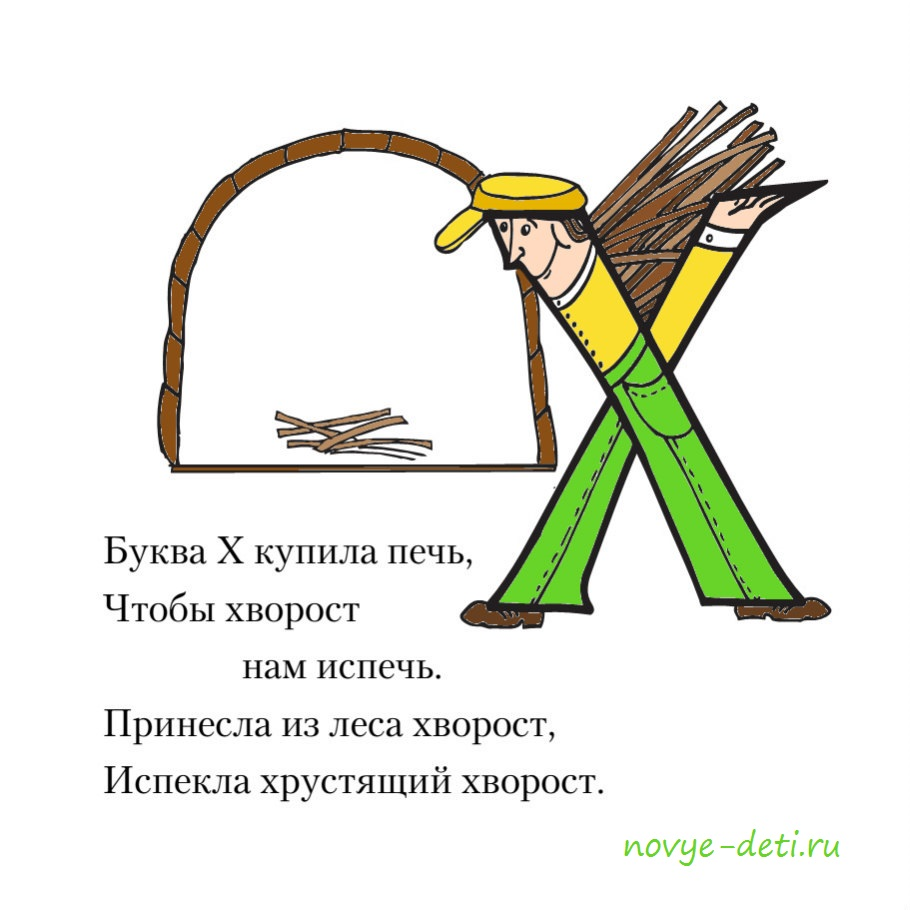 Буква Х купила печь,
Чтобы хворост
нам испечь.
Принесла из леса хворост,
Испекла хрустящий хворост.
novye-deti.ru